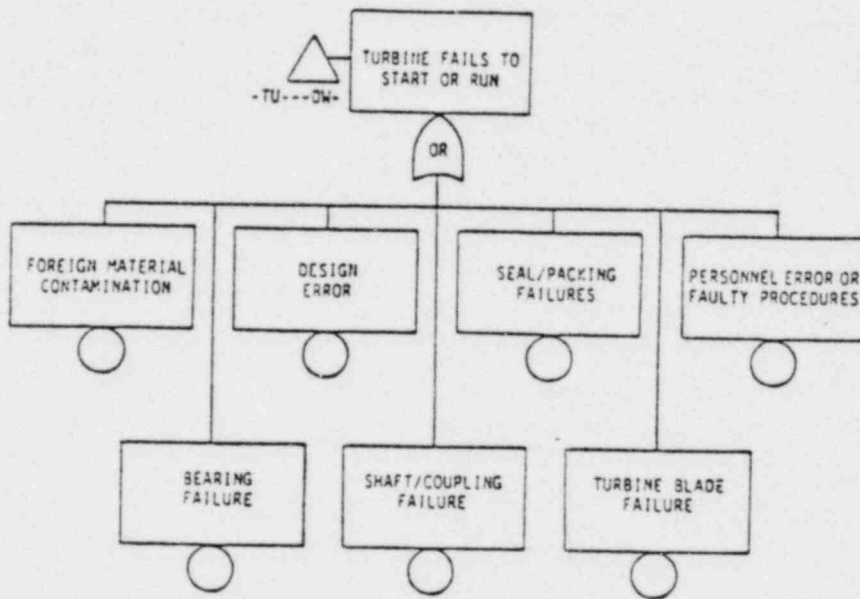 TURBINE FAILS TO
START OR RUN
-TU---OW-
OR
FOREIGN MATERIAL
CONTAMINATION
DESIGN
ERROR
SEAL/PACKING
FAILURES
PERSONNEL ERROR OR
FAULTY PROCEDURES
BEARING
FAILURE
SHAFT/COUPLING
FAILURE
TURBINE BLADE
FAILURE